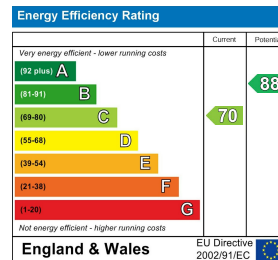 Energy Efficiency Rating
Current
Potentia
Very energy efficient - lower running costs
(92 plus) A
(81-91) B
(69-80) C
(55-68) D
(39-54) E
(21-38) F
(1-20) G
70
88
Not energy efficient - higher running costs
England & Wales
EU Directive
2002/91/EC